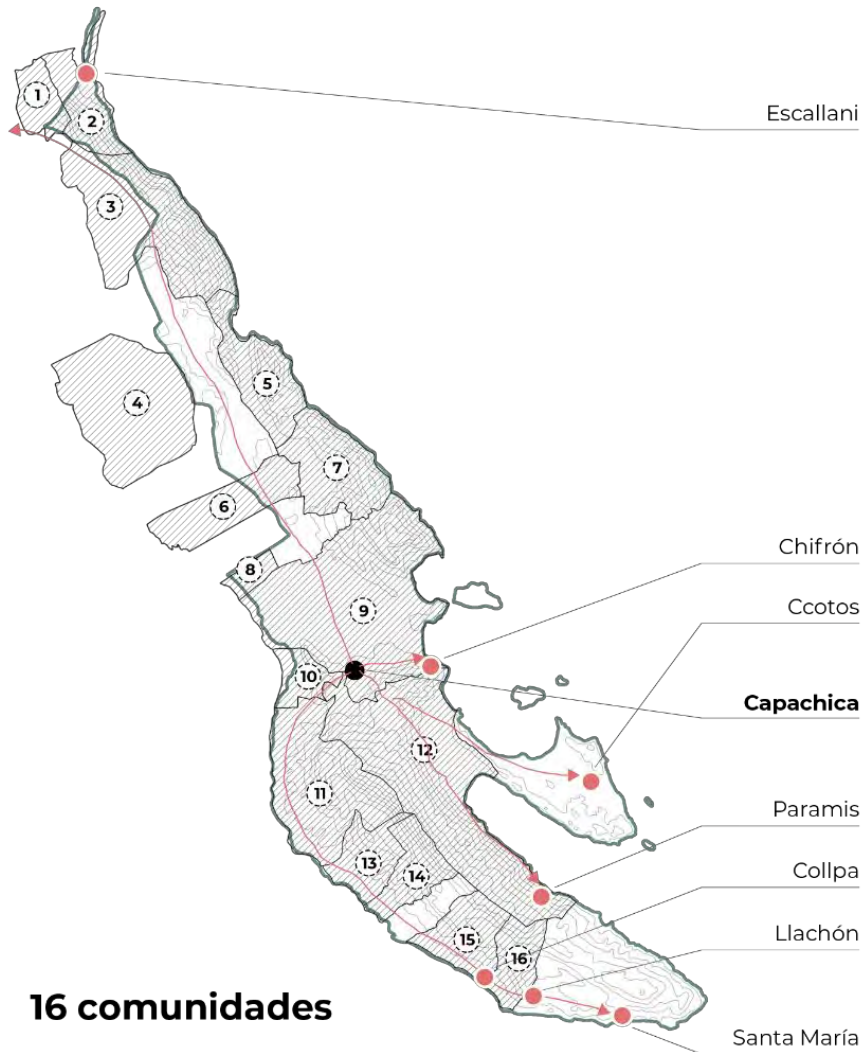 Escallani
1
2
3
4
5
6
7
8
9
Chifrón
Ccotos
10
Capachica
12
11
Paramis
13
14
Collpa
15
16
Llachón
16 comunidades
Santa María